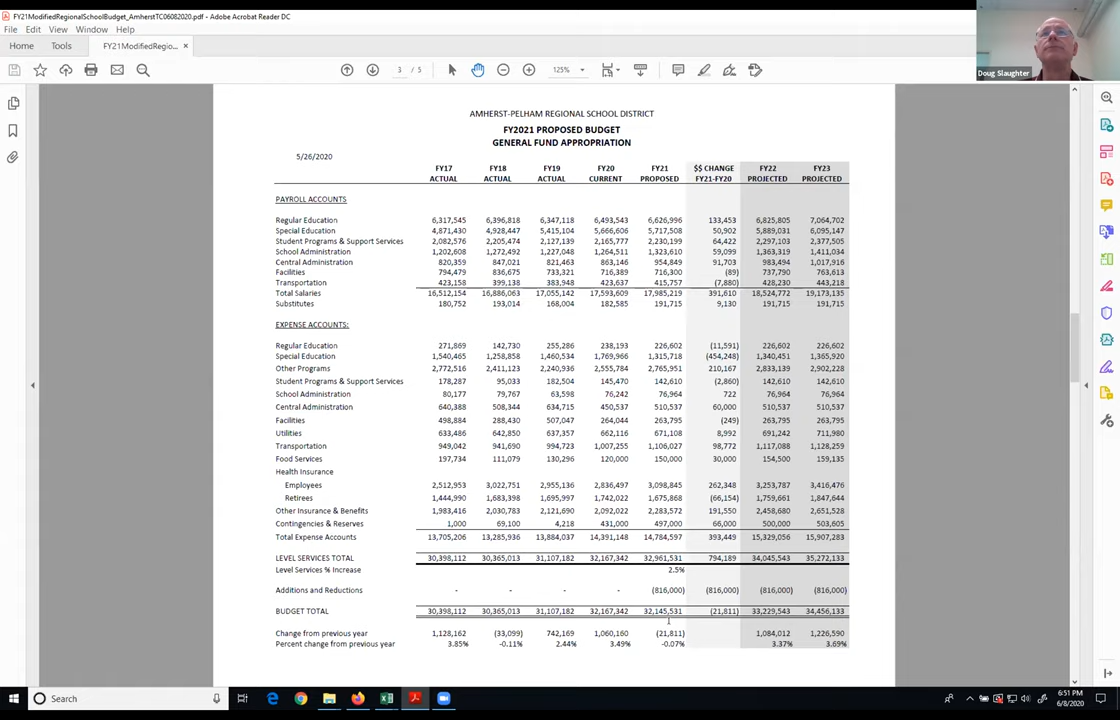 FY21ModifiedRegionalSchoolBudget_AmherstTC06082020.pdf - Adobe Acrobat Reader DC
File Edit View Window Help
Home Tools FY21ModifiedRegio... ×
3 / 5 125%
Doug Slaughter
AMHERST-PELHAM REGIONAL SCHOOL DISTRICT
FY2021 PROPOSED BUDGET
GENERAL FUND APPROPRIATION
5/26/2020
FY17 FY18 FY19 FY20 FY21 $$ CHANGE FY22 FY23
ACTUAL ACTUAL ACTUAL CURRENT PROPOSED FY21-FY20 PROJECTED PROJECTED
PAYROLL ACCOUNTS
Regular Education 6,317,545 6,396,818 6,347,118 6,493,543 6,626,996 133,453 6,825,805 7,064,702
Special Education 4,871,430 4,928,447 5,415,104 5,666,606 5,717,508 50,902 5,889,031 6,095,147
Student Programs & Support Services 2,082,576 2,205,474 2,127,139 2,165,777 2,230,199 64,422 2,297,103 2,377,505
School Administration 1,202,608 1,272,492 1,227,048 1,264,511 1,323,610 59,099 1,363,319 1,411,034
Central Administration 820,359 847,021 821,463 863,146 954,849 91,703 983,494 1,017,916
Facilities 794,479 836,675 733,321 716,389 716,300 (89) 737,790 763,613
Transportation 423,158 399,138 383,948 423,637 415,757 (7,880) 428,230 443,218
Total Salaries 16,512,154 16,886,063 17,055,142 17,593,609 17,985,219 391,610 18,524,772 19,173,135
Substitutes 180,752 193,014 168,004 182,585 191,715 9,130 191,715 191,715
EXPENSE ACCOUNTS:
Regular Education 271,869 142,730 255,286 238,193 226,602 (11,591) 226,602 226,602
Special Education 1,540,465 1,258,858 1,460,534 1,769,966 1,315,718 (454,248) 1,340,451 1,365,920
Other Programs 2,772,516 2,411,123 2,240,936 2,555,784 2,765,951 210,167 2,833,139 2,902,228
Student Programs & Support Services 178,287 95,033 182,504 145,470 142,610 (2,860) 142,610 142,610
School Administration 80,177 79,767 63,598 76,242 76,964 722 76,964 76,964
Central Administration 640,388 508,344 634,715 450,537 510,537 60,000 510,537 510,537
Facilities 498,884 288,430 507,047 264,044 263,795 (249) 263,795 263,795
Utilities 633,486 642,850 637,357 662,116 671,108 8,992 691,242 711,980
Transportation 949,042 941,690 994,723 1,007,255 1,106,027 98,772 1,117,088 1,128,259
Food Services 197,734 111,079 130,296 120,000 150,000 30,000 154,500 159,135
Health Insurance
Employees 2,512,953 3,022,751 2,955,136 2,836,497 3,098,845 262,348 3,253,787 3,416,476
Retirees 1,444,990 1,683,398 1,695,997 1,742,022 1,675,868 (66,154) 1,759,661 1,847,644
Other Insurance & Benefits 1,983,416 2,030,783 2,121,690 2,092,022 2,283,572 191,550 2,458,680 2,651,528
Contingencies & Reserves 1,000 69,100 4,218 431,000 497,000 66,000 500,000 503,605
Total Expense Accounts 13,705,206 13,285,936 13,884,037 14,391,148 14,784,597 393,449 15,329,056 15,907,283
LEVEL SERVICES TOTAL 30,398,112 30,365,013 31,107,182 32,167,342 32,961,531 794,189 34,045,543 35,272,133
Level Services % Increase 2.5%
Additions and Reductions - - - - (816,000) (816,000) (816,000) (816,000)
BUDGET TOTAL 30,398,112 30,365,013 31,107,182 32,167,342 32,145,531 (21,811) 33,229,543 34,456,133
Change from previous year 1,128,162 (33,099) 742,169 1,060,160 (21,811) 1,084,012 1,226,590
Percent change from previous year 3.85% -0.11% 2.44% 3.49% -0.07% 3.37% 3.69%
Search
6:51 PM
6/8/2020